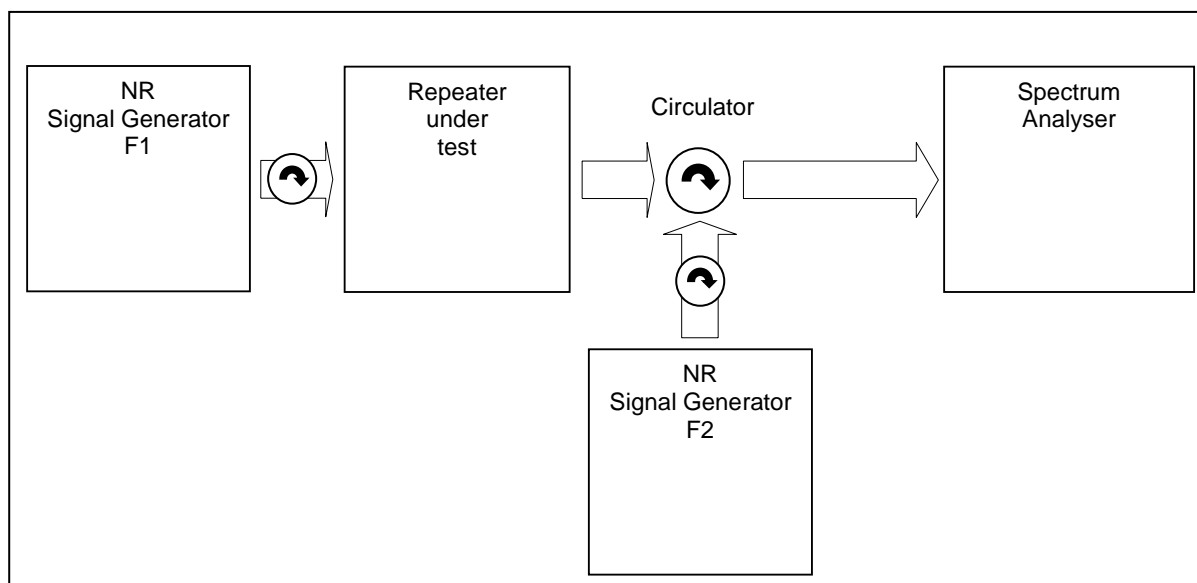 NR
Signal Generator
F1
Repeater
under
test
Circulator
Spectrum
Analyser
NR
Signal Generator
F2